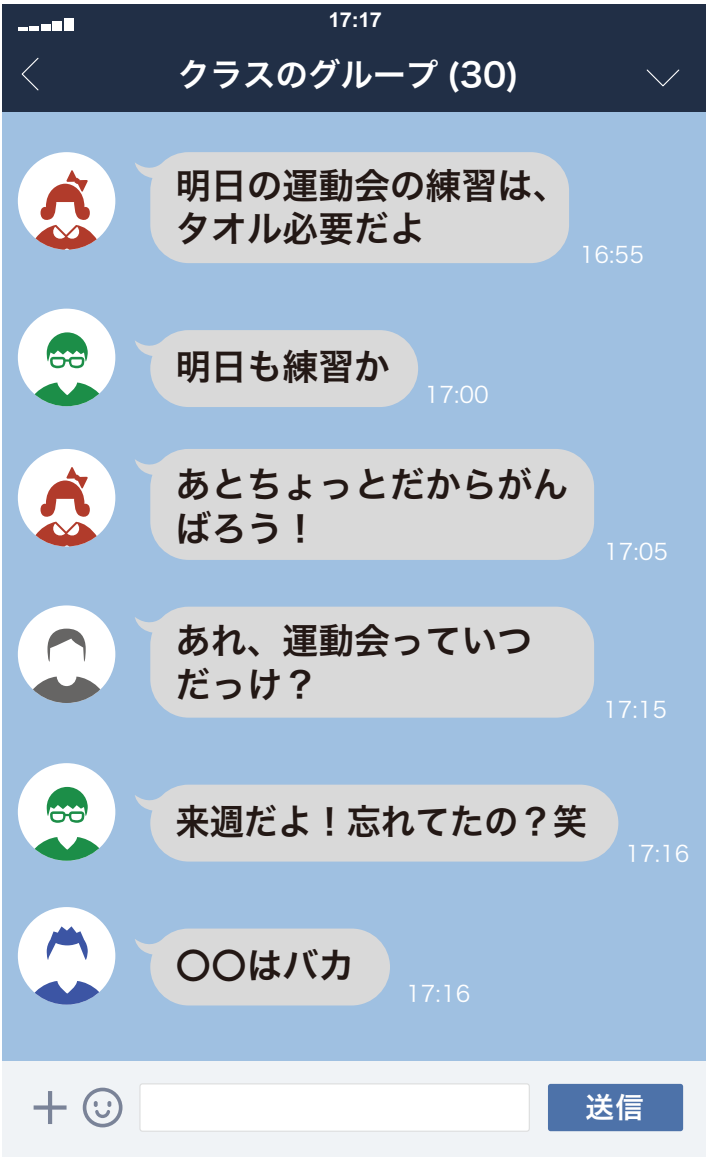 17:17
クラスのグループ (30)
明日の運動会の練習は、
タオル必要だよ
16:55
明日も練習か
17:00
あとちょっとだからがん
ばろう！
17:05
あれ、運動会っていつ
だっけ？
17:15
来週だよ！忘れてたの？笑
17:16
〇〇はバカ
17:16
送信